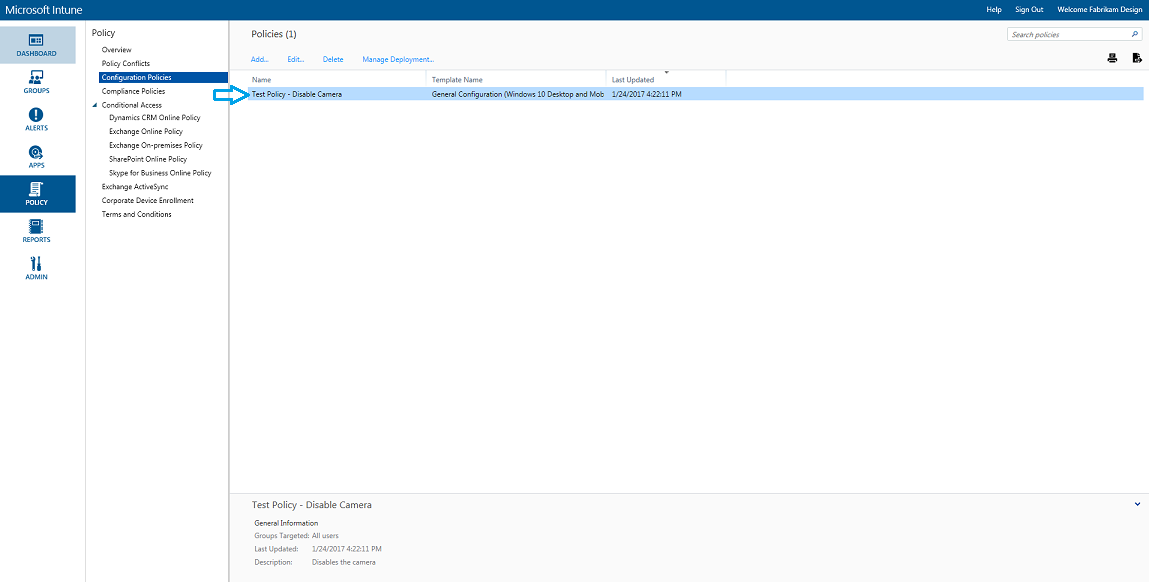 Microsoft Intune
Help Sign Out Welcome Fabrikam Design
DASHBOARD
GROUPS
ALERTS
APPS
POLICY
REPORTS
ADMIN
Policy
Overview
Policy Conflicts
Configuration Policies
Compliance Policies
Conditional Access
Dynamics CRM Online Policy
Exchange Online Policy
Exchange On-premises Policy
SharePoint Online Policy
Skype for Business Online Policy
Exchange ActiveSync
Corporate Device Enrollment
Terms and Conditions
Policies (1)
Search policies
Add... Edit... Delete Manage Deployment...
Name Template Name Last Updated
Test Policy - Disable Camera General Configuration (Windows 10 Desktop and Mob 1/24/2017 4:22:11 PM
Test Policy - Disable Camera
General Information
Groups Targeted: All users
Last Updated: 1/24/2017 4:22:11 PM
Description: Disables the camera